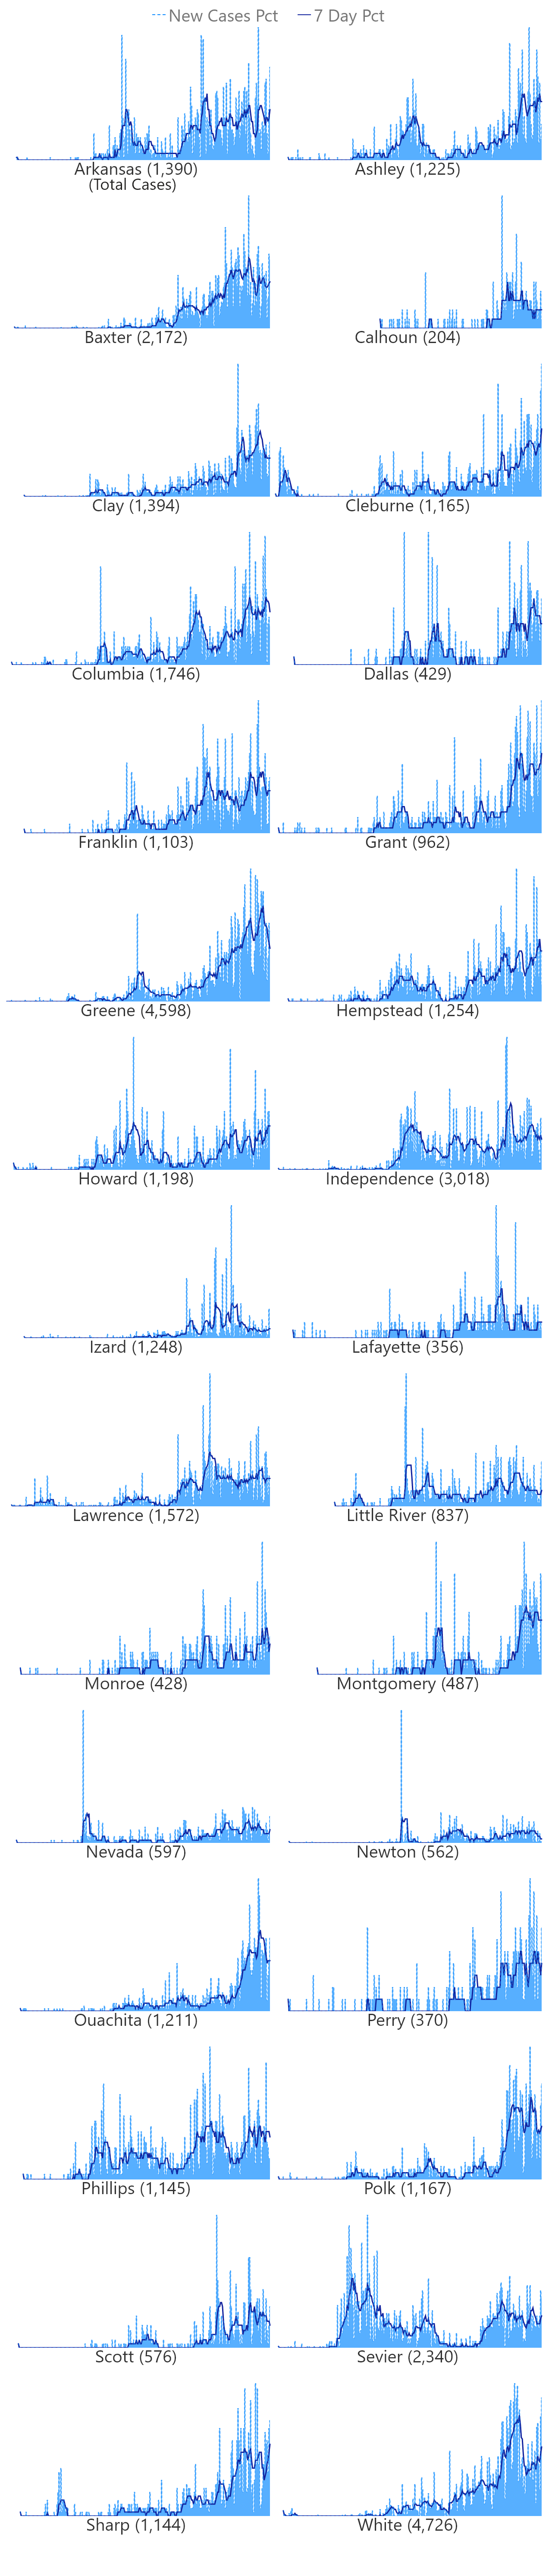 New Cases Pct 7 Day Pct
Arkansas (1,390) Ashley (1,225)
(Total Cases)
Baxter (2,172) Calhoun (204)
Clay (1,394) Cleburne (1,165)
Columbia (1,746) Dallas (429)
Franklin (1,103) Grant (962)
Greene (4,598) Hempstead (1,254)
Howard (1,198) Independence (3,018)
Izard (1,248) Lafayette (356)
Lawrence (1,572) Little River (837)
Monroe (428) Montgomery (487)
Nevada (597) Newton (562)
Ouachita (1,211) Perry (370)
Phillips (1,145) Polk (1,167)
Scott (576) Sevier (2,340)
Sharp (1,144) White (4,726)